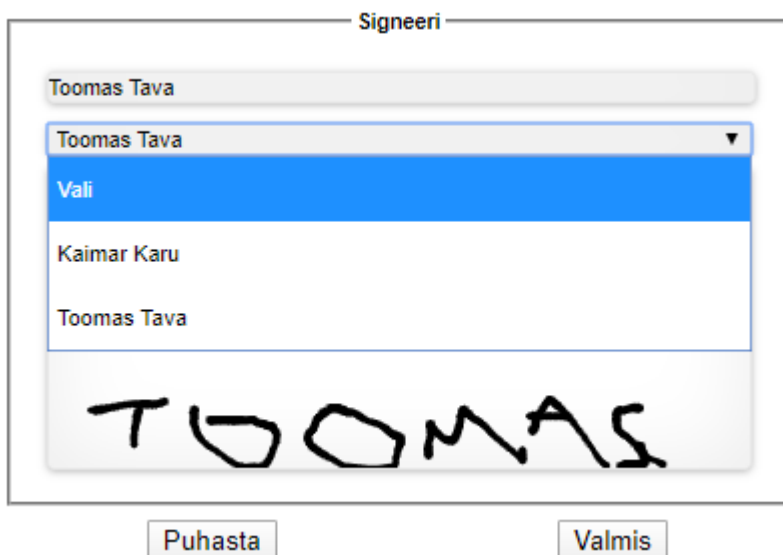 Signeeri
Toomas Tava
Toomas Tava
Vali
Kaimar Karu
Toomas Tava
TOOMAS
Puhasta Valmis